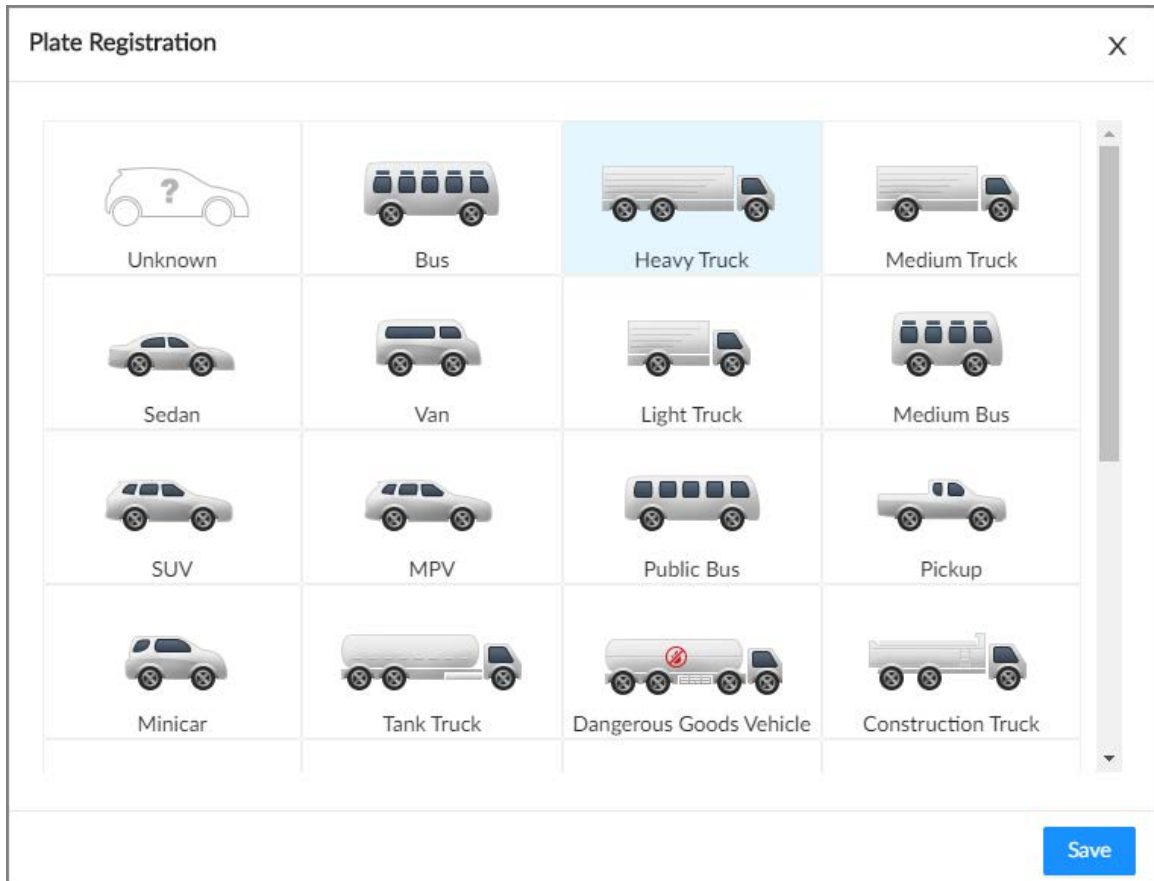 Plate Registration X
?
Unknown Bus Heavy Truck Medium Truck
Sedan Van Light Truck Medium Bus
SUV MPV Public Bus Pickup
Minicar Tank Truck Dangerous Goods Vehicle Construction Truck
Save